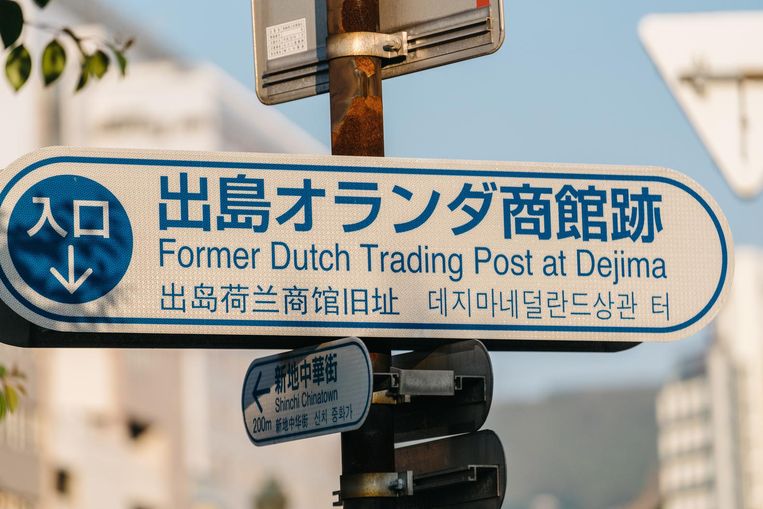 入口
出島オランダ商館跡
Former Dutch Trading Post at Dejima
出岛荷兰商馆旧址 데지마네덜란드상관 터
新地中華街
Shinchi Chinatown
200m 新地中华街 신치 중화가